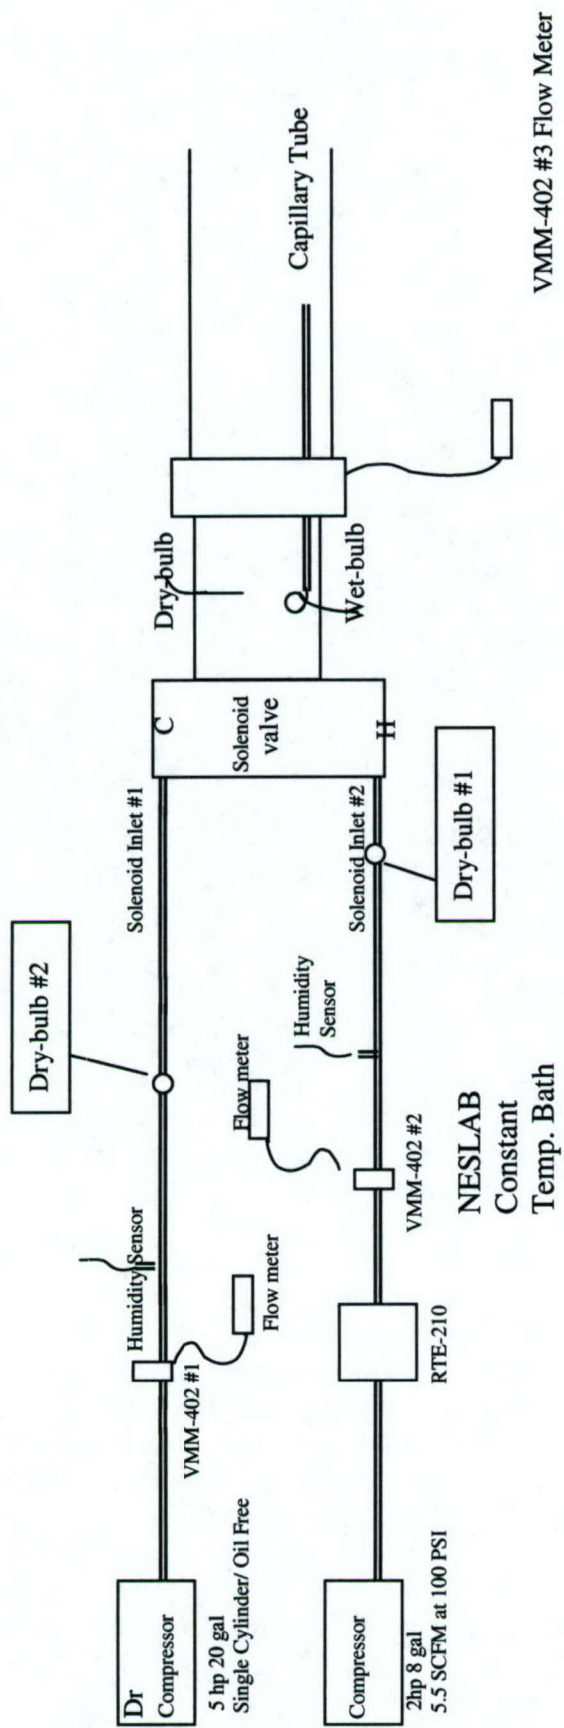 Dr
Compressor
5 hp 20 gal
Single Cylinder/ Oil Free
VMM-402 #1
Flow meter
Humidity Sensor
Dry-bulb #2
Solenoid Inlet #1
C
Solenoid
valve
H
Dry-bulb
Wet-bulb
Capillary Tube
Compressor
2hp 8 gal
5.5 SCFM at 100 PSI
RTE-210
NESLAB
Constant
Temp. Bath
VMM-402 #2
Flow meter
Humidity
Sensor
Solenoid Inlet #2
Dry-bulb #1
VMM-402 #3 Flow Meter